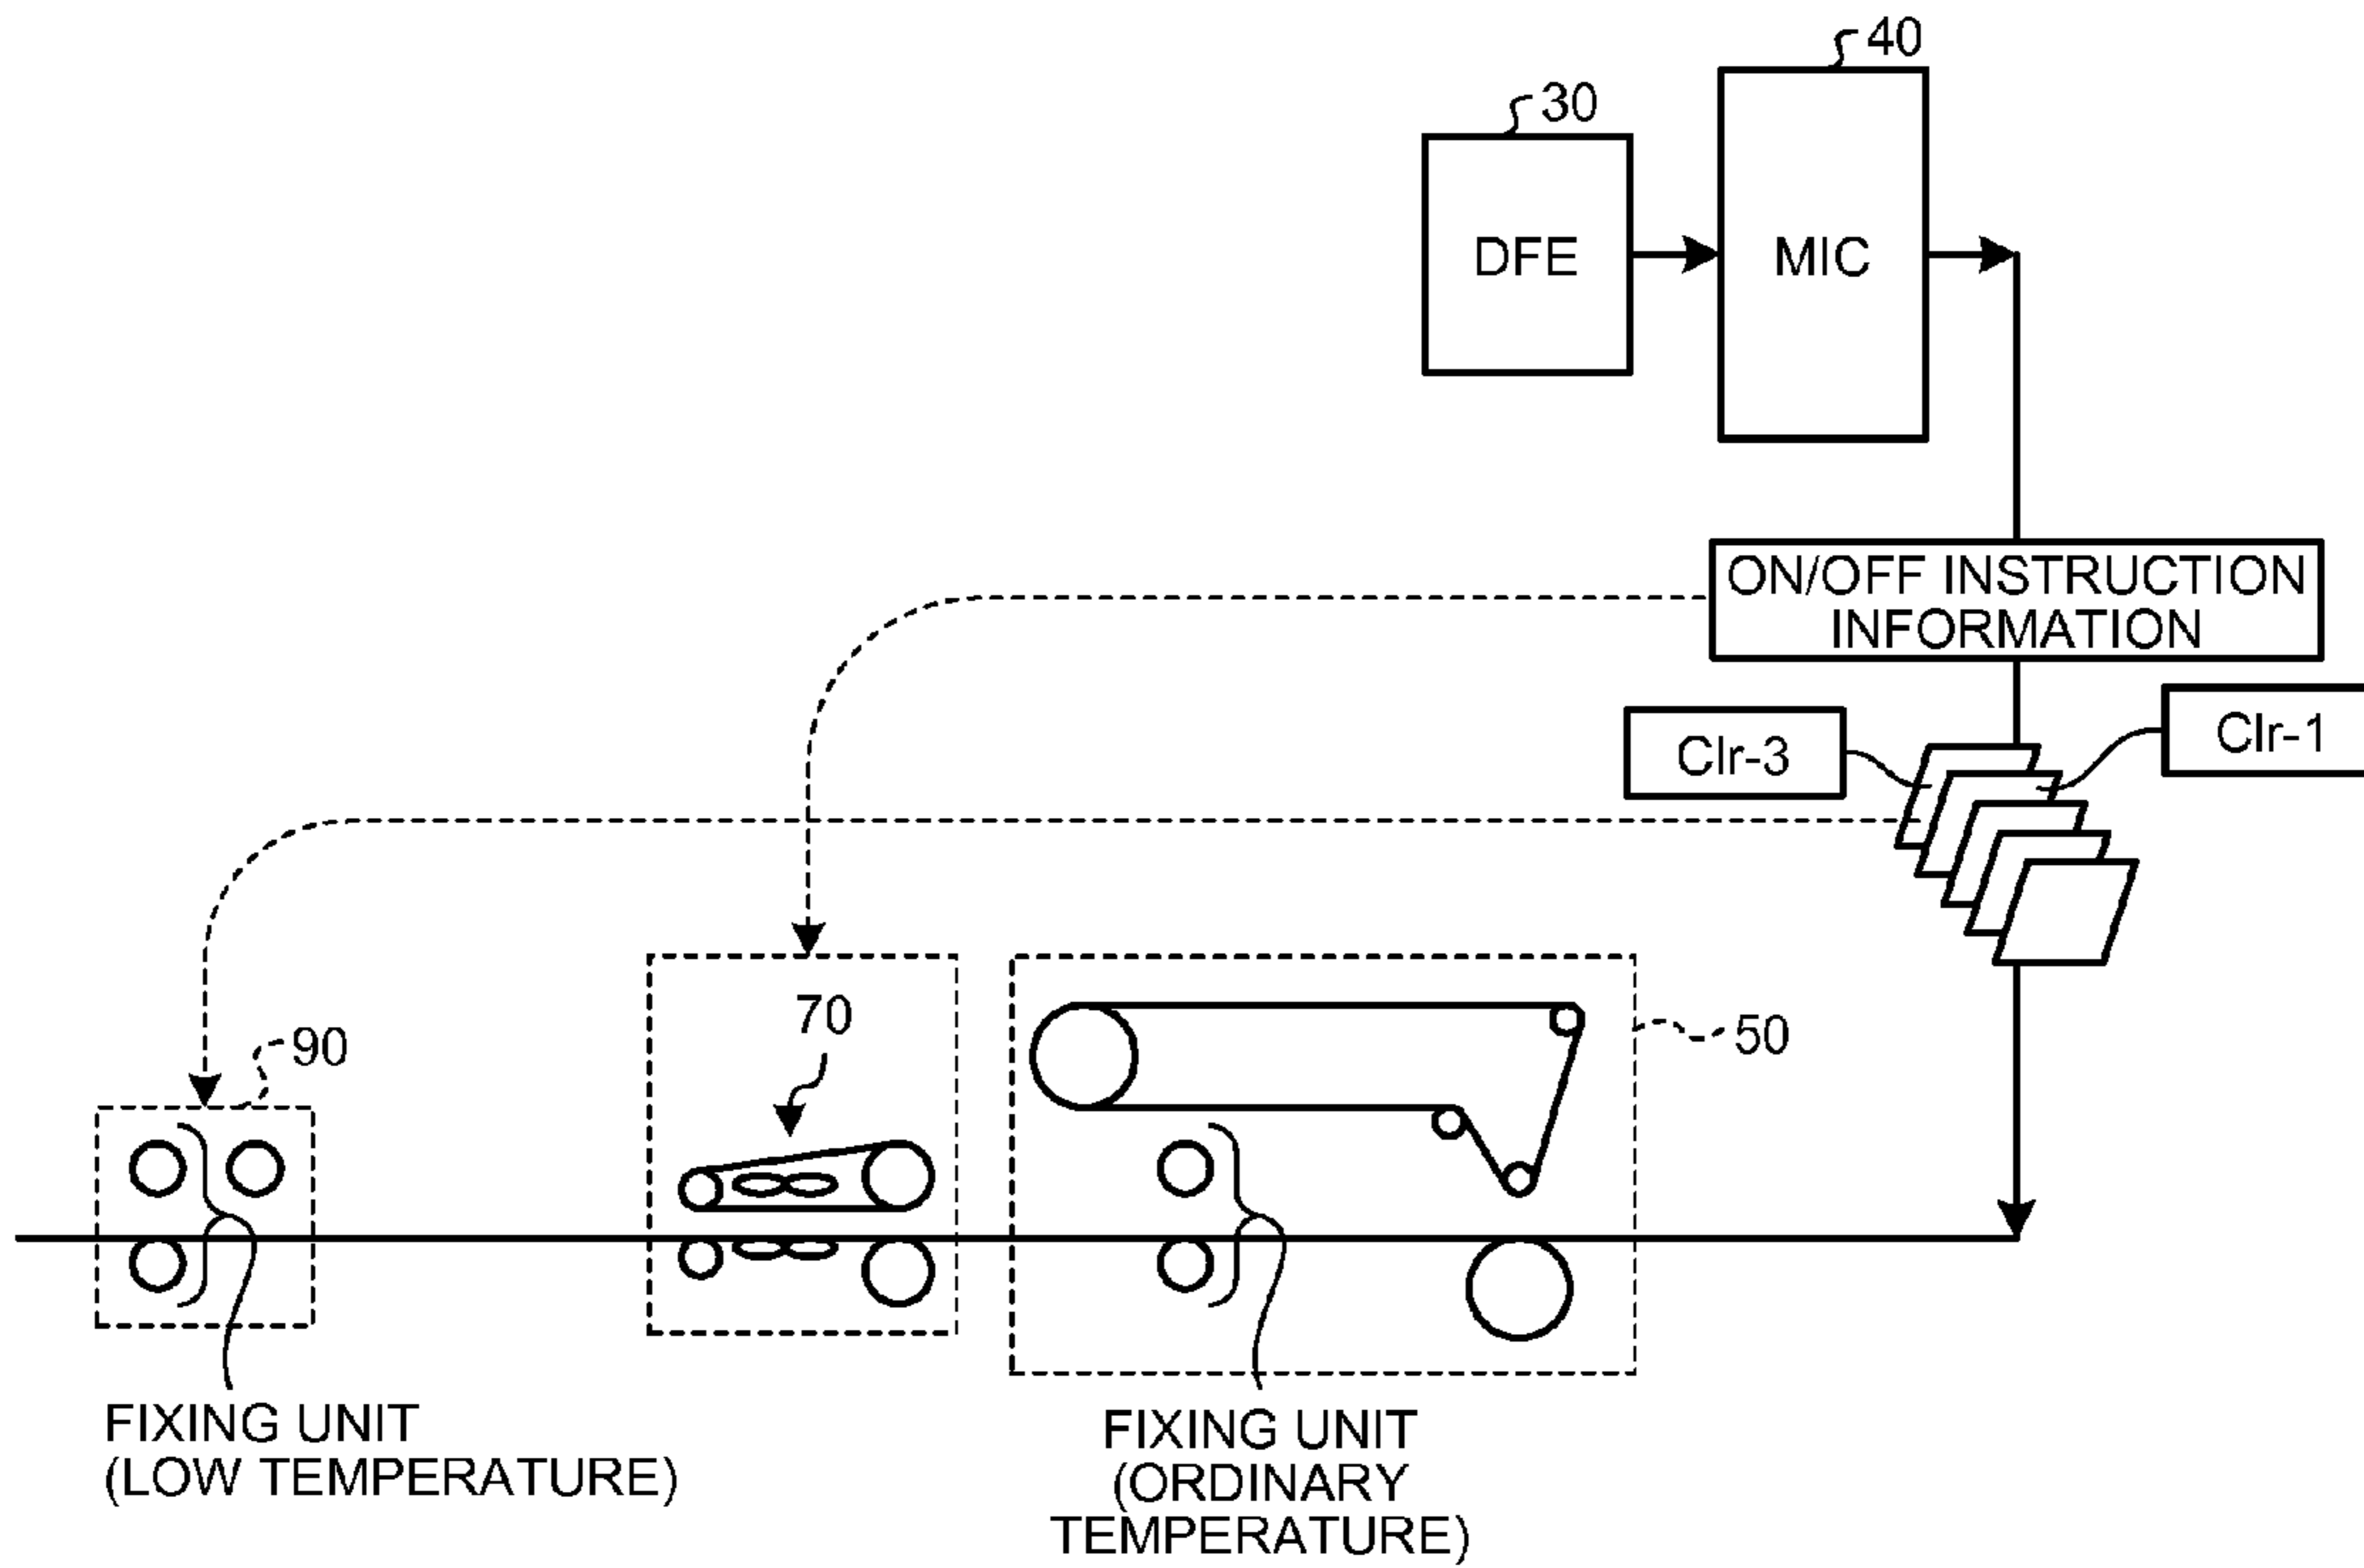 40
30
DFE
MIC
ON/OFF INSTRUCTION
INFORMATION
Clr-3
Clr-1
70
90
50
FIXING UNIT
(LOW TEMPERATURE)
FIXING UNIT
(ORDINARY
TEMPERATURE)